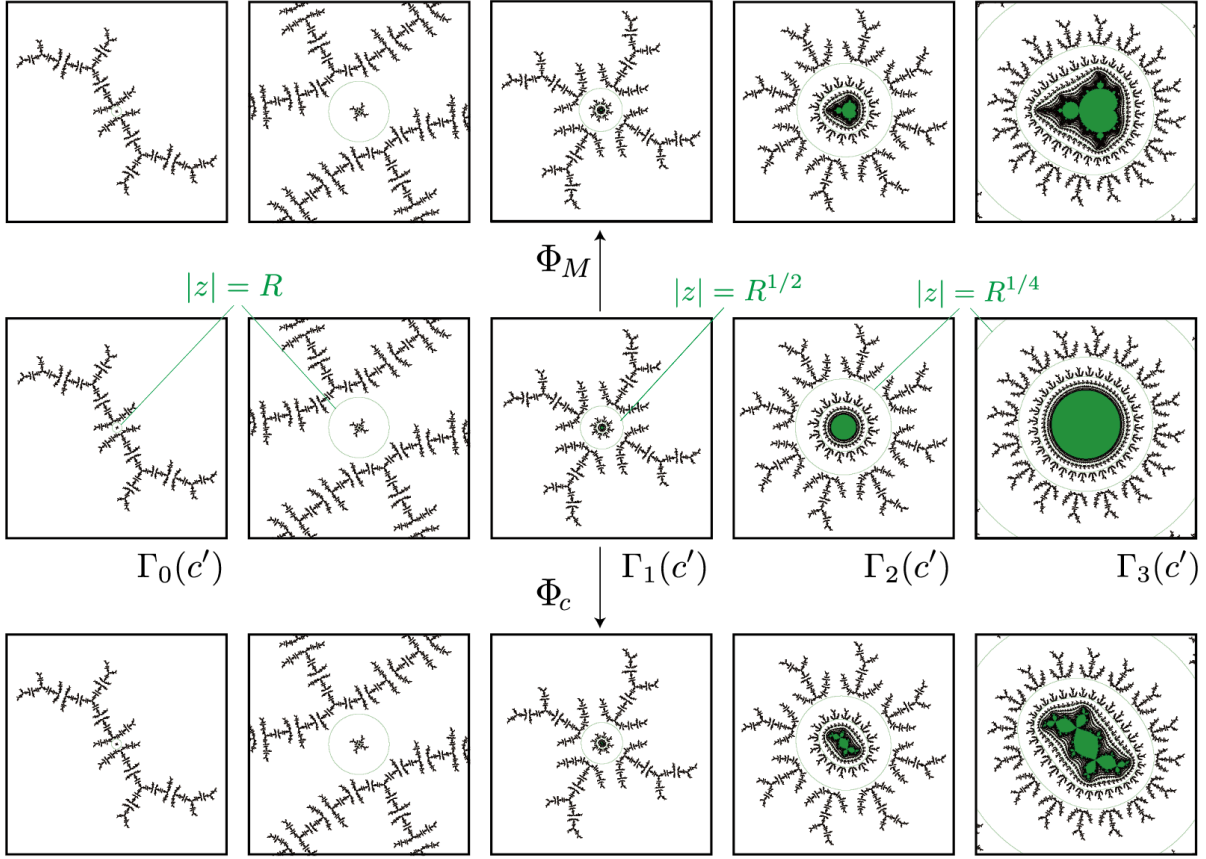 Φ_M
|z| = R
|z| = R^{1/2}
|z| = R^{1/4}
Γ_0(c′)
Γ_1(c′)
Γ_2(c′)
Γ_3(c′)
Φ_c